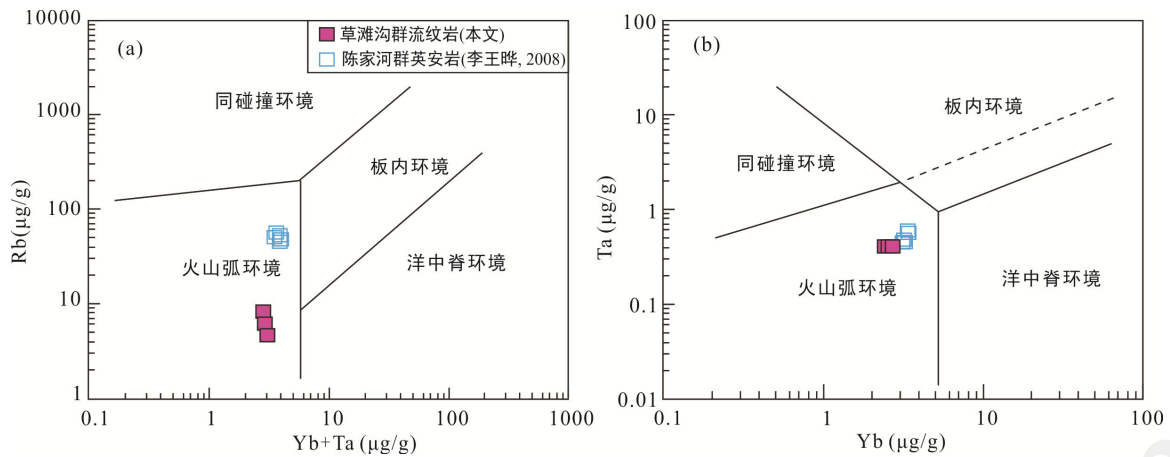 10000
1000
100
10
1
Rb(μg/g)
(a)
草滩沟群流纹岩(本文)
陈家河群英安岩(李王晔, 2008)
同碰撞环境
板内环境
火山弧环境
洋中脊环境
0.1
1
10
100
1000
Yb+Ta (μg/g)
100
10
1
0.1
0.01
Ta (μg/g)
(b)
板内环境
同碰撞环境
火山弧环境
洋中脊环境
0.1
1
10
100
Yb (μg/g)